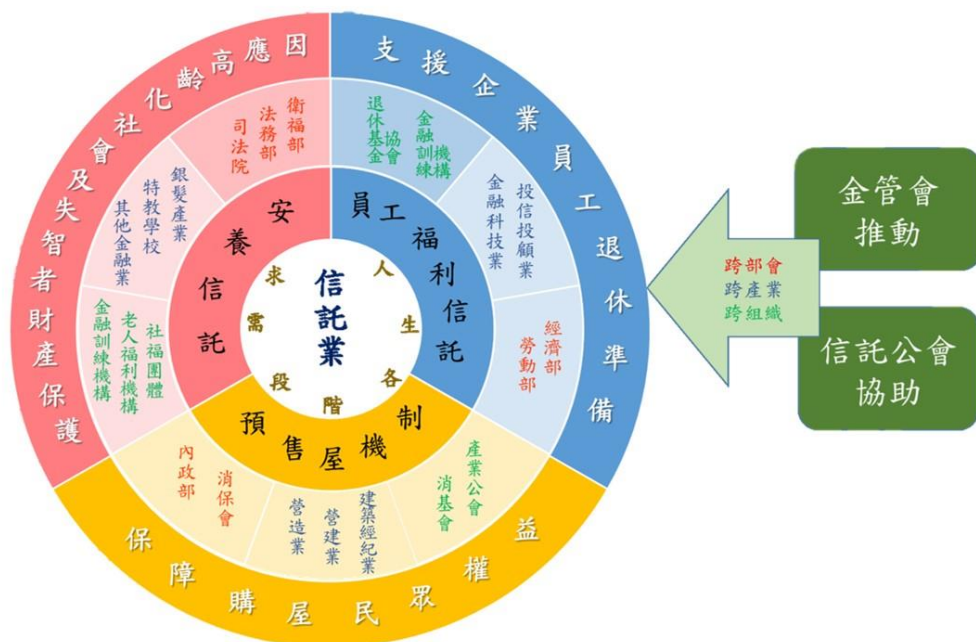 因應高齡化社會及失智者財產保護
支援企業員工退休準備
保障購屋民眾權益
衛福部
法務部
司法院
銀髮產業
特教學校
其他金融業
社福團體
老人福利機構
金融訓練機構
退休基金協會
金融訓練機構
投信投顧業
金融科技業
經濟部
勞動部
內政部
消保會
營造業
營建業
建築經紀業
產業公會
消基會
安養信託
員工福利信託
預售屋機制
信託業
人生各階段需求
跨部會
跨產業
跨組織
金管會
推動
信託公會
協助